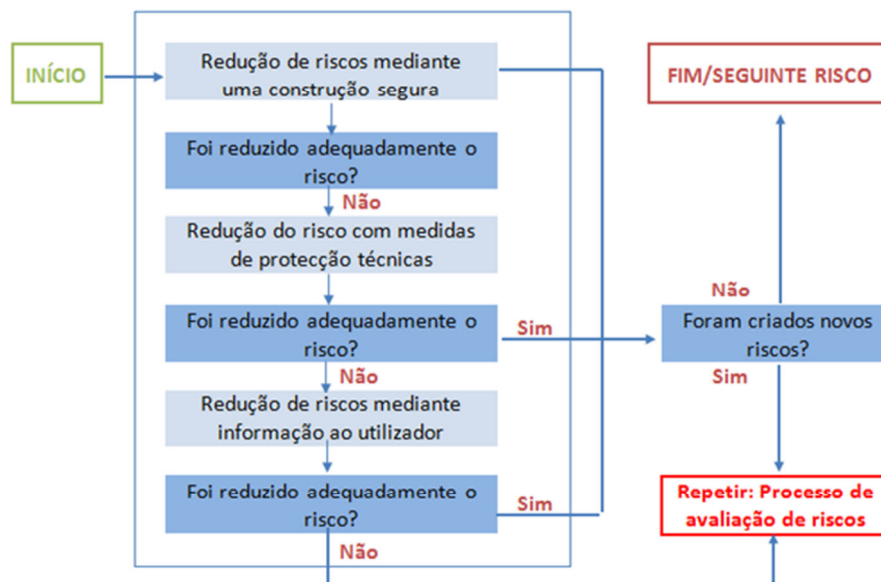 INÍCIO
Redução de riscos mediante
uma construção segura
Foi reduzido adequadamente o
risco?
Não
Redução do risco com medidas
de protecção técnicas
Foi reduzido adequadamente o
risco?
Sim
Não
Redução de riscos mediante
informação ao utilizador
Foi reduzido adequadamente o
risco?
Sim
Não
FIM/SEGUINTE RISCO
Não
Foram criados novos
riscos?
Sim
Repetir: Processo de
avaliação de riscos